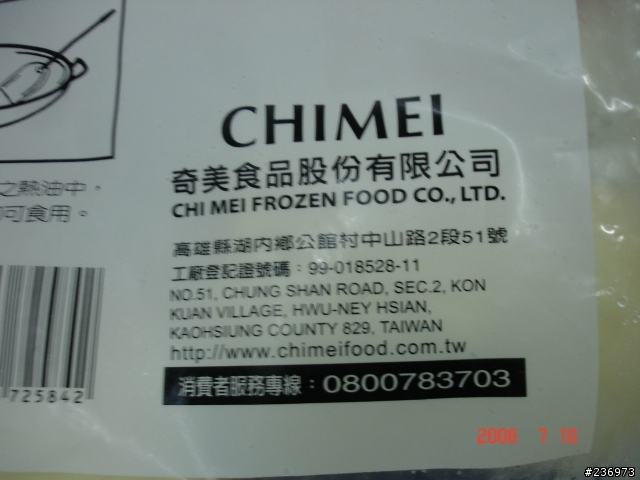 之熱油中，
即可食用。
725842
CHIMEI
奇美食品股份有限公司
CHI MEI FROZEN FOOD CO., LTD.
高雄縣湖內鄉公館村中山路2段51號
工廠登記證號碼：99-018528-11
NO.51, CHUNG SHAN ROAD, SEC.2, KON
KUAN VILLAGE, HWU-NEY HSIAN,
KAOHSIUNG COUNTY 829, TAIWAN
http://www.chimeifood.com.tw
消費者服務專線：0800783703
2008 7 10
#236973